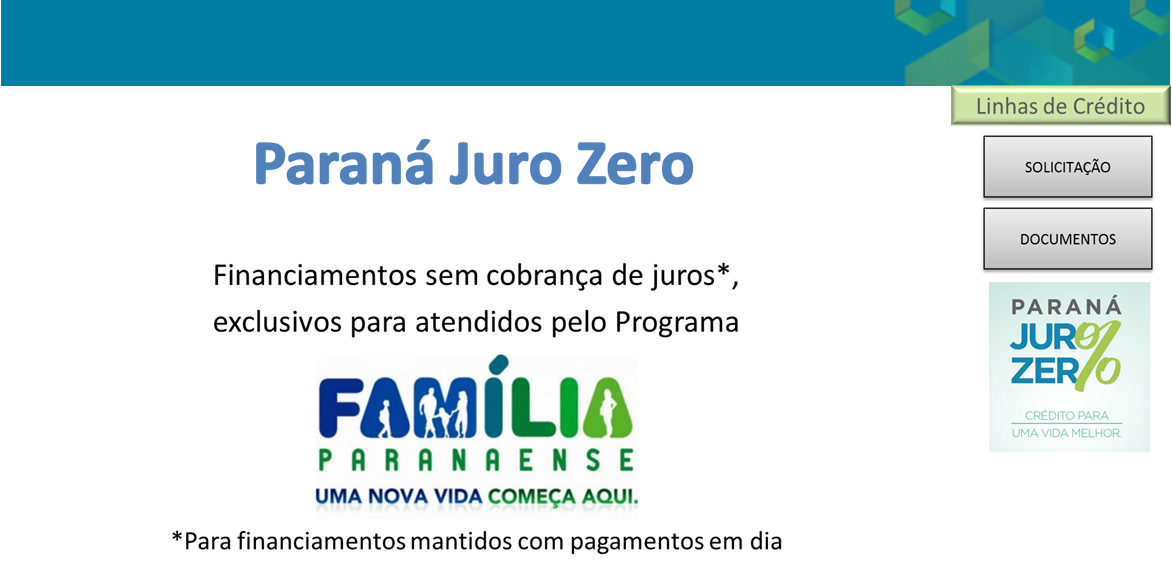 Linhas de Crédito
Paraná Juro Zero
SOLICITAÇÃO
DOCUMENTOS
Financiamentos sem cobrança de juros*,
exclusivos para atendidos pelo Programa
FAMÍLIA
PARANAENSE
UMA NOVA VIDA COMEÇA AQUI.
PARANÁ
JURO
ZERO
CRÉDITO PARA
UMA VIDA MELHOR.
*Para financiamentos mantidos com pagamentos em dia